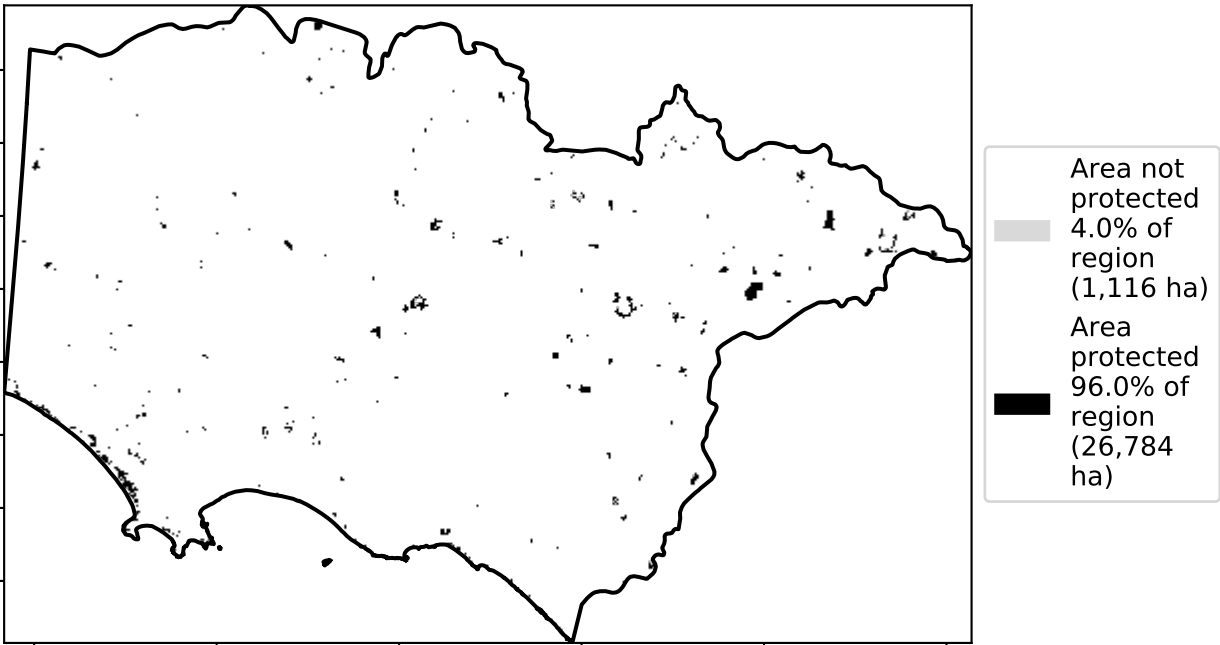 Area not
protected
4.0% of
region
(1,116 ha)
Area
protected
96.0% of
region
(26,784
ha)